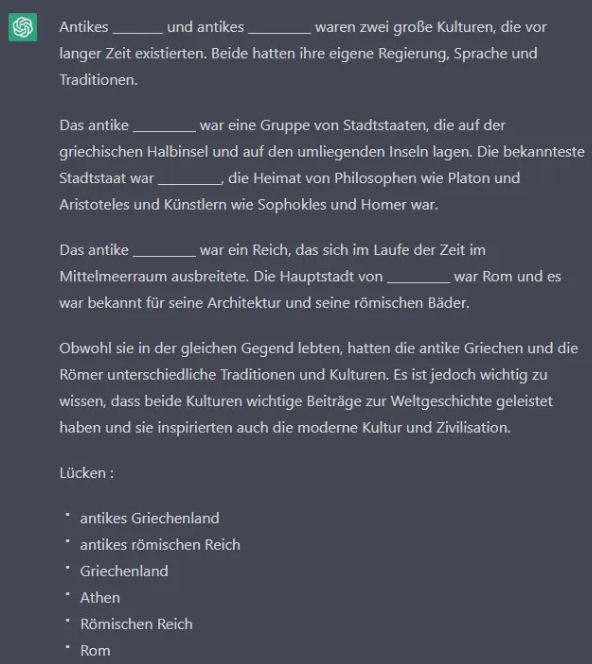 Antikes _______ und antikes _________ waren zwei große Kulturen, die vor
langer Zeit existierten. Beide hatten ihre eigene Regierung, Sprache und
Traditionen.
Das antike _________ war eine Gruppe von Stadtstaaten, die auf der
griechischen Halbinsel und auf den umliegenden Inseln lagen. Die bekannteste
Stadtstaat war _________, die Heimat von Philosophen wie Platon und
Aristoteles und Künstlern wie Sophokles und Homer war.
Das antike _________ war ein Reich, das sich im Laufe der Zeit im
Mittelmeerraum ausbreitete. Die Hauptstadt von _________ war Rom und es
war bekannt für seine Architektur und seine römischen Bäder.
Obwohl sie in der gleichen Gegend lebten, hatten die antike Griechen und die
Römer unterschiedliche Traditionen und Kulturen. Es ist jedoch wichtig zu
wissen, dass beide Kulturen wichtige Beiträge zur Weltgeschichte geleistet
haben und sie inspirierten auch die moderne Kultur und Zivilisation.
Lücken :
• antikes Griechenland
• antikes römischen Reich
• Griechenland
• Athen
• Römischen Reich
• Rom